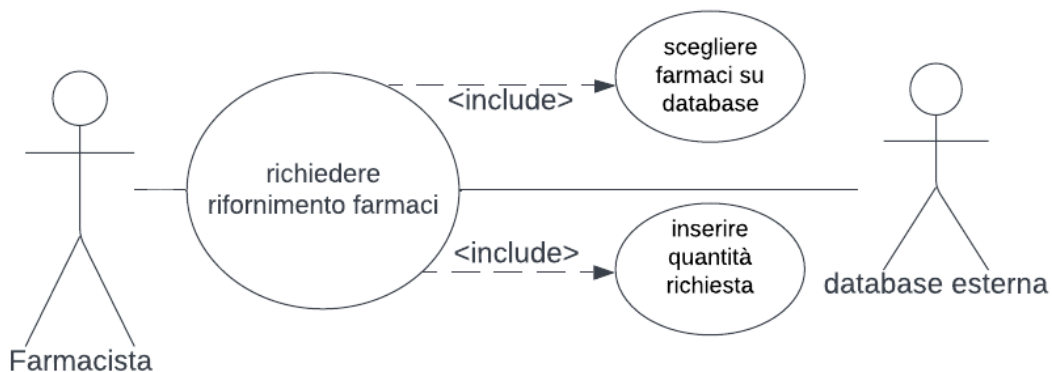 scegliere
farmaci su
database
<include>
richiedere
rifornimento farmaci
<include>
inserire
quantità
richiesta
database esterna
Farmacista